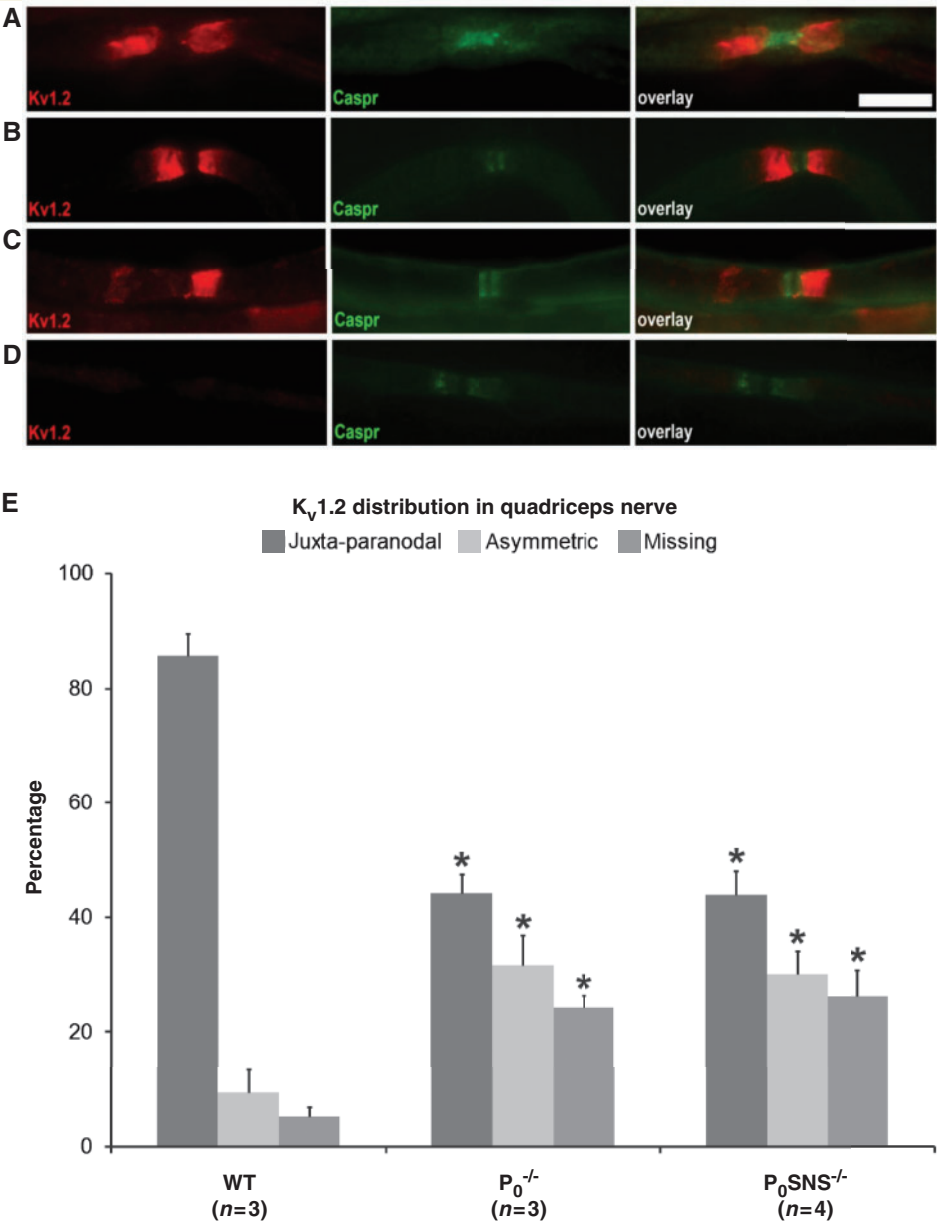 A
Kv1.2 Caspr overlay
B
Kv1.2 Caspr overlay
C
Kv1.2 Caspr overlay
D
Kv1.2 Caspr overlay
E
Kv1.2 distribution in quadriceps nerve
Juxta-paranodal Asymmetric Missing
Percentage
100
80
60
40
20
0
* * * * * *
WT P0-/- P0SNS-/-
(n=3) (n=3) (n=4)